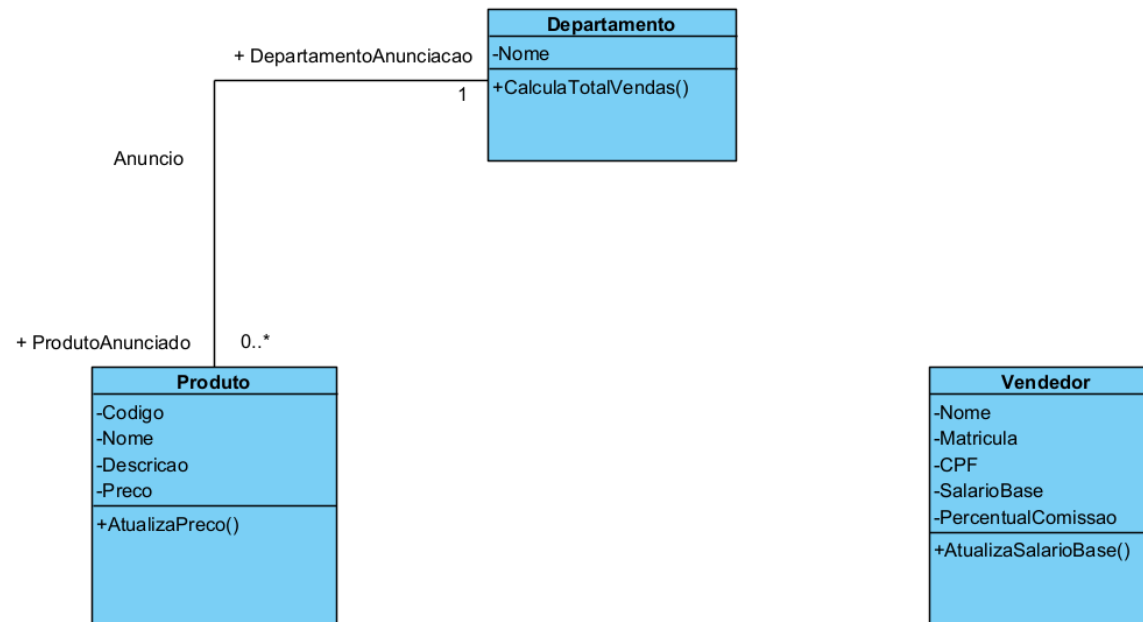 Departamento
-Nome
+CalculaTotalVendas()
+ DepartamentoAnunciacao
1
Anuncio
+ ProdutoAnunciado
0..*
Produto
-Codigo
-Nome
-Descricao
-Preco
+AtualizaPreco()
Vendedor
-Nome
-Matricula
-CPF
-SalarioBase
-PercentualComissao
+AtualizaSalarioBase()